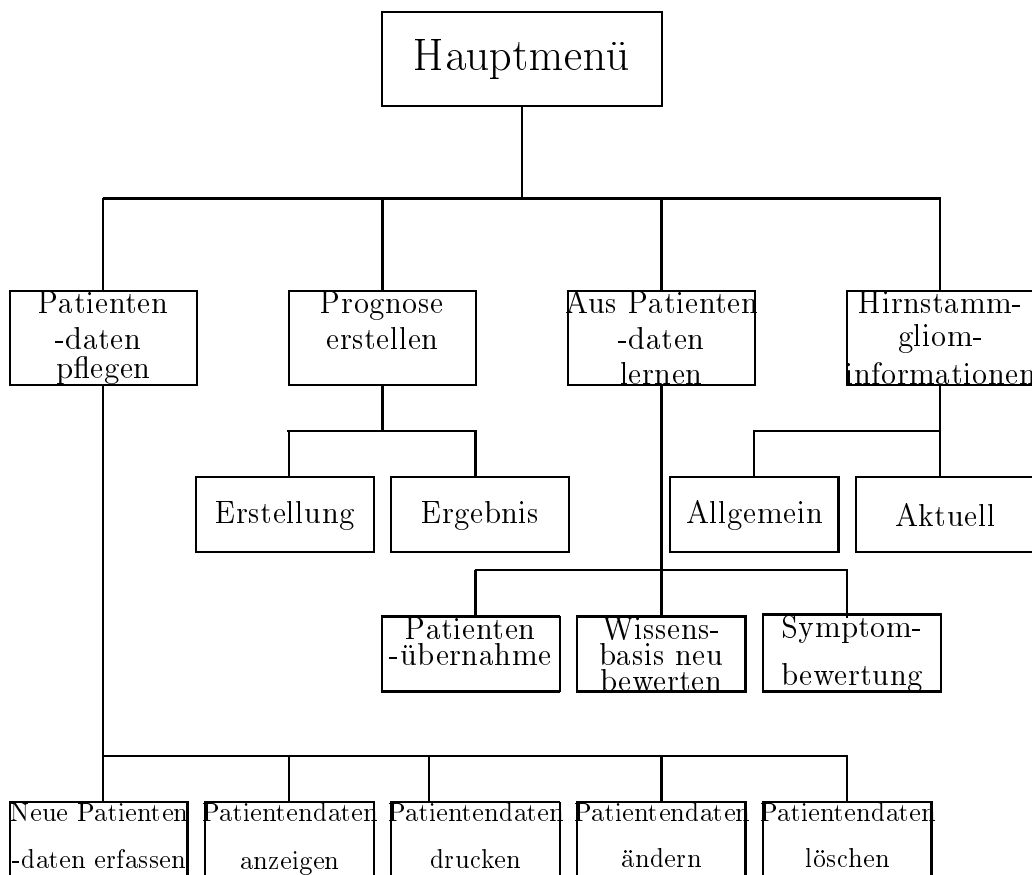 Hauptmenü
Patienten
-daten
pflegen
Prognose
erstellen
Aus Patienten
-daten
lernen
Hirnstamm-
gliom-
informationen
Erstellung
Ergebnis
Allgemein
Aktuell
Patienten
-übernahme
Wissens-
basis neu
bewerten
Symptom-
bewertung
Neue Patienten
-daten erfassen
Patientendaten
anzeigen
Patientendaten
drucken
Patientendaten
ändern
Patientendaten
löschen